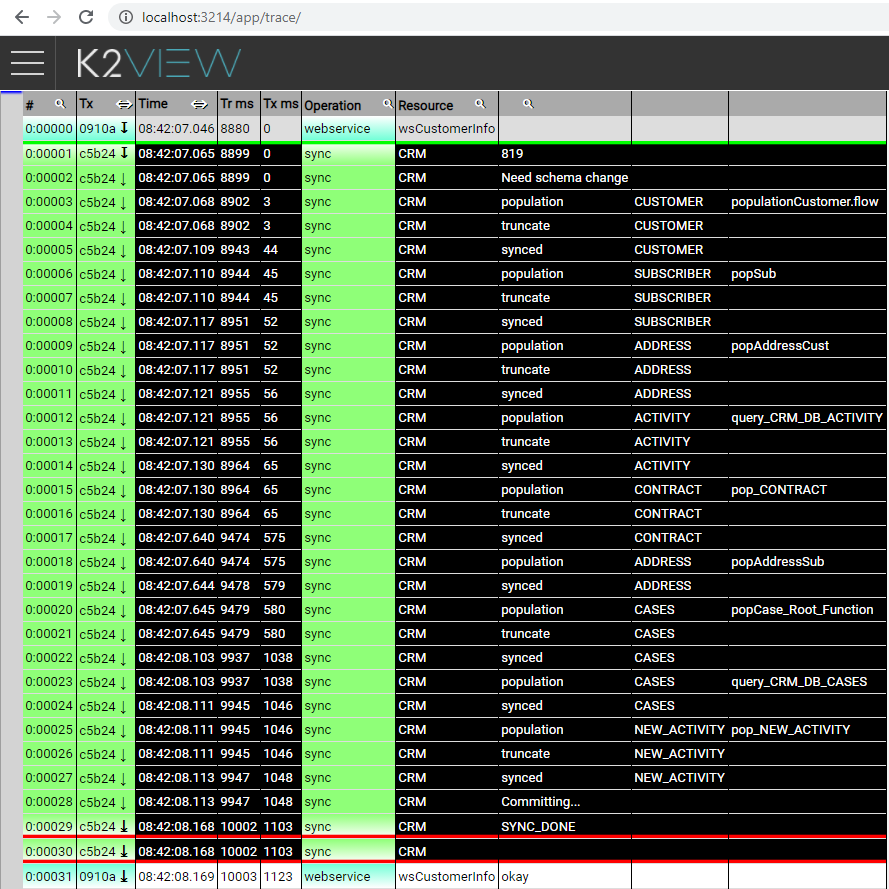 localhost:3214/app/trace/
K2VIEW
# Tx Time Tr ms Tx ms Operation Resource
0:00000 0910a 08:42:07.046 8880 0 webservice wsCustomerInfo
0:00001 c5b24 08:42:07.065 8899 0 sync CRM 819
0:00002 c5b24 08:42:07.065 8899 0 sync CRM Need schema change
0:00003 c5b24 08:42:07.068 8902 3 sync CRM population CUSTOMER populationCustomer.flow
0:00004 c5b24 08:42:07.068 8902 3 sync CRM truncate CUSTOMER
0:00005 c5b24 08:42:07.109 8943 44 sync CRM synced CUSTOMER
0:00006 c5b24 08:42:07.110 8944 45 sync CRM population SUBSCRIBER popSub
0:00007 c5b24 08:42:07.110 8944 45 sync CRM truncate SUBSCRIBER
0:00008 c5b24 08:42:07.117 8951 52 sync CRM synced SUBSCRIBER
0:00009 c5b24 08:42:07.117 8951 52 sync CRM population ADDRESS popAddressCust
0:00010 c5b24 08:42:07.117 8951 52 sync CRM truncate ADDRESS
0:00011 c5b24 08:42:07.121 8955 56 sync CRM synced ADDRESS
0:00012 c5b24 08:42:07.121 8955 56 sync CRM population ACTIVITY query_CRM_DB_ACTIVITY
0:00013 c5b24 08:42:07.121 8955 56 sync CRM truncate ACTIVITY
0:00014 c5b24 08:42:07.130 8964 65 sync CRM synced ACTIVITY
0:00015 c5b24 08:42:07.130 8964 65 sync CRM population CONTRACT pop_CONTRACT
0:00016 c5b24 08:42:07.130 8964 65 sync CRM truncate CONTRACT
0:00017 c5b24 08:42:07.640 9474 575 sync CRM synced CONTRACT
0:00018 c5b24 08:42:07.640 9474 575 sync CRM population ADDRESS popAddressSub
0:00019 c5b24 08:42:07.644 9478 579 sync CRM synced ADDRESS
0:00020 c5b24 08:42:07.645 9479 580 sync CRM population CASES popCase_Root_Function
0:00021 c5b24 08:42:07.645 9479 580 sync CRM truncate CASES
0:00022 c5b24 08:42:08.103 9937 1038 sync CRM synced CASES
0:00023 c5b24 08:42:08.103 9937 1038 sync CRM population CASES query_CRM_DB_CASES
0:00024 c5b24 08:42:08.111 9945 1046 sync CRM synced CASES
0:00025 c5b24 08:42:08.111 9945 1046 sync CRM population NEW_ACTIVITY pop_NEW_ACTIVITY
0:00026 c5b24 08:42:08.111 9945 1046 sync CRM truncate NEW_ACTIVITY
0:00027 c5b24 08:42:08.113 9947 1048 sync CRM synced NEW_ACTIVITY
0:00028 c5b24 08:42:08.113 9947 1048 sync CRM Committing...
0:00029 c5b24 08:42:08.168 10002 1103 sync CRM SYNC_DONE
0:00030 c5b24 08:42:08.168 10002 1103 sync CRM
0:00031 0910a 08:42:08.169 10003 1123 webservice wsCustomerInfo okay